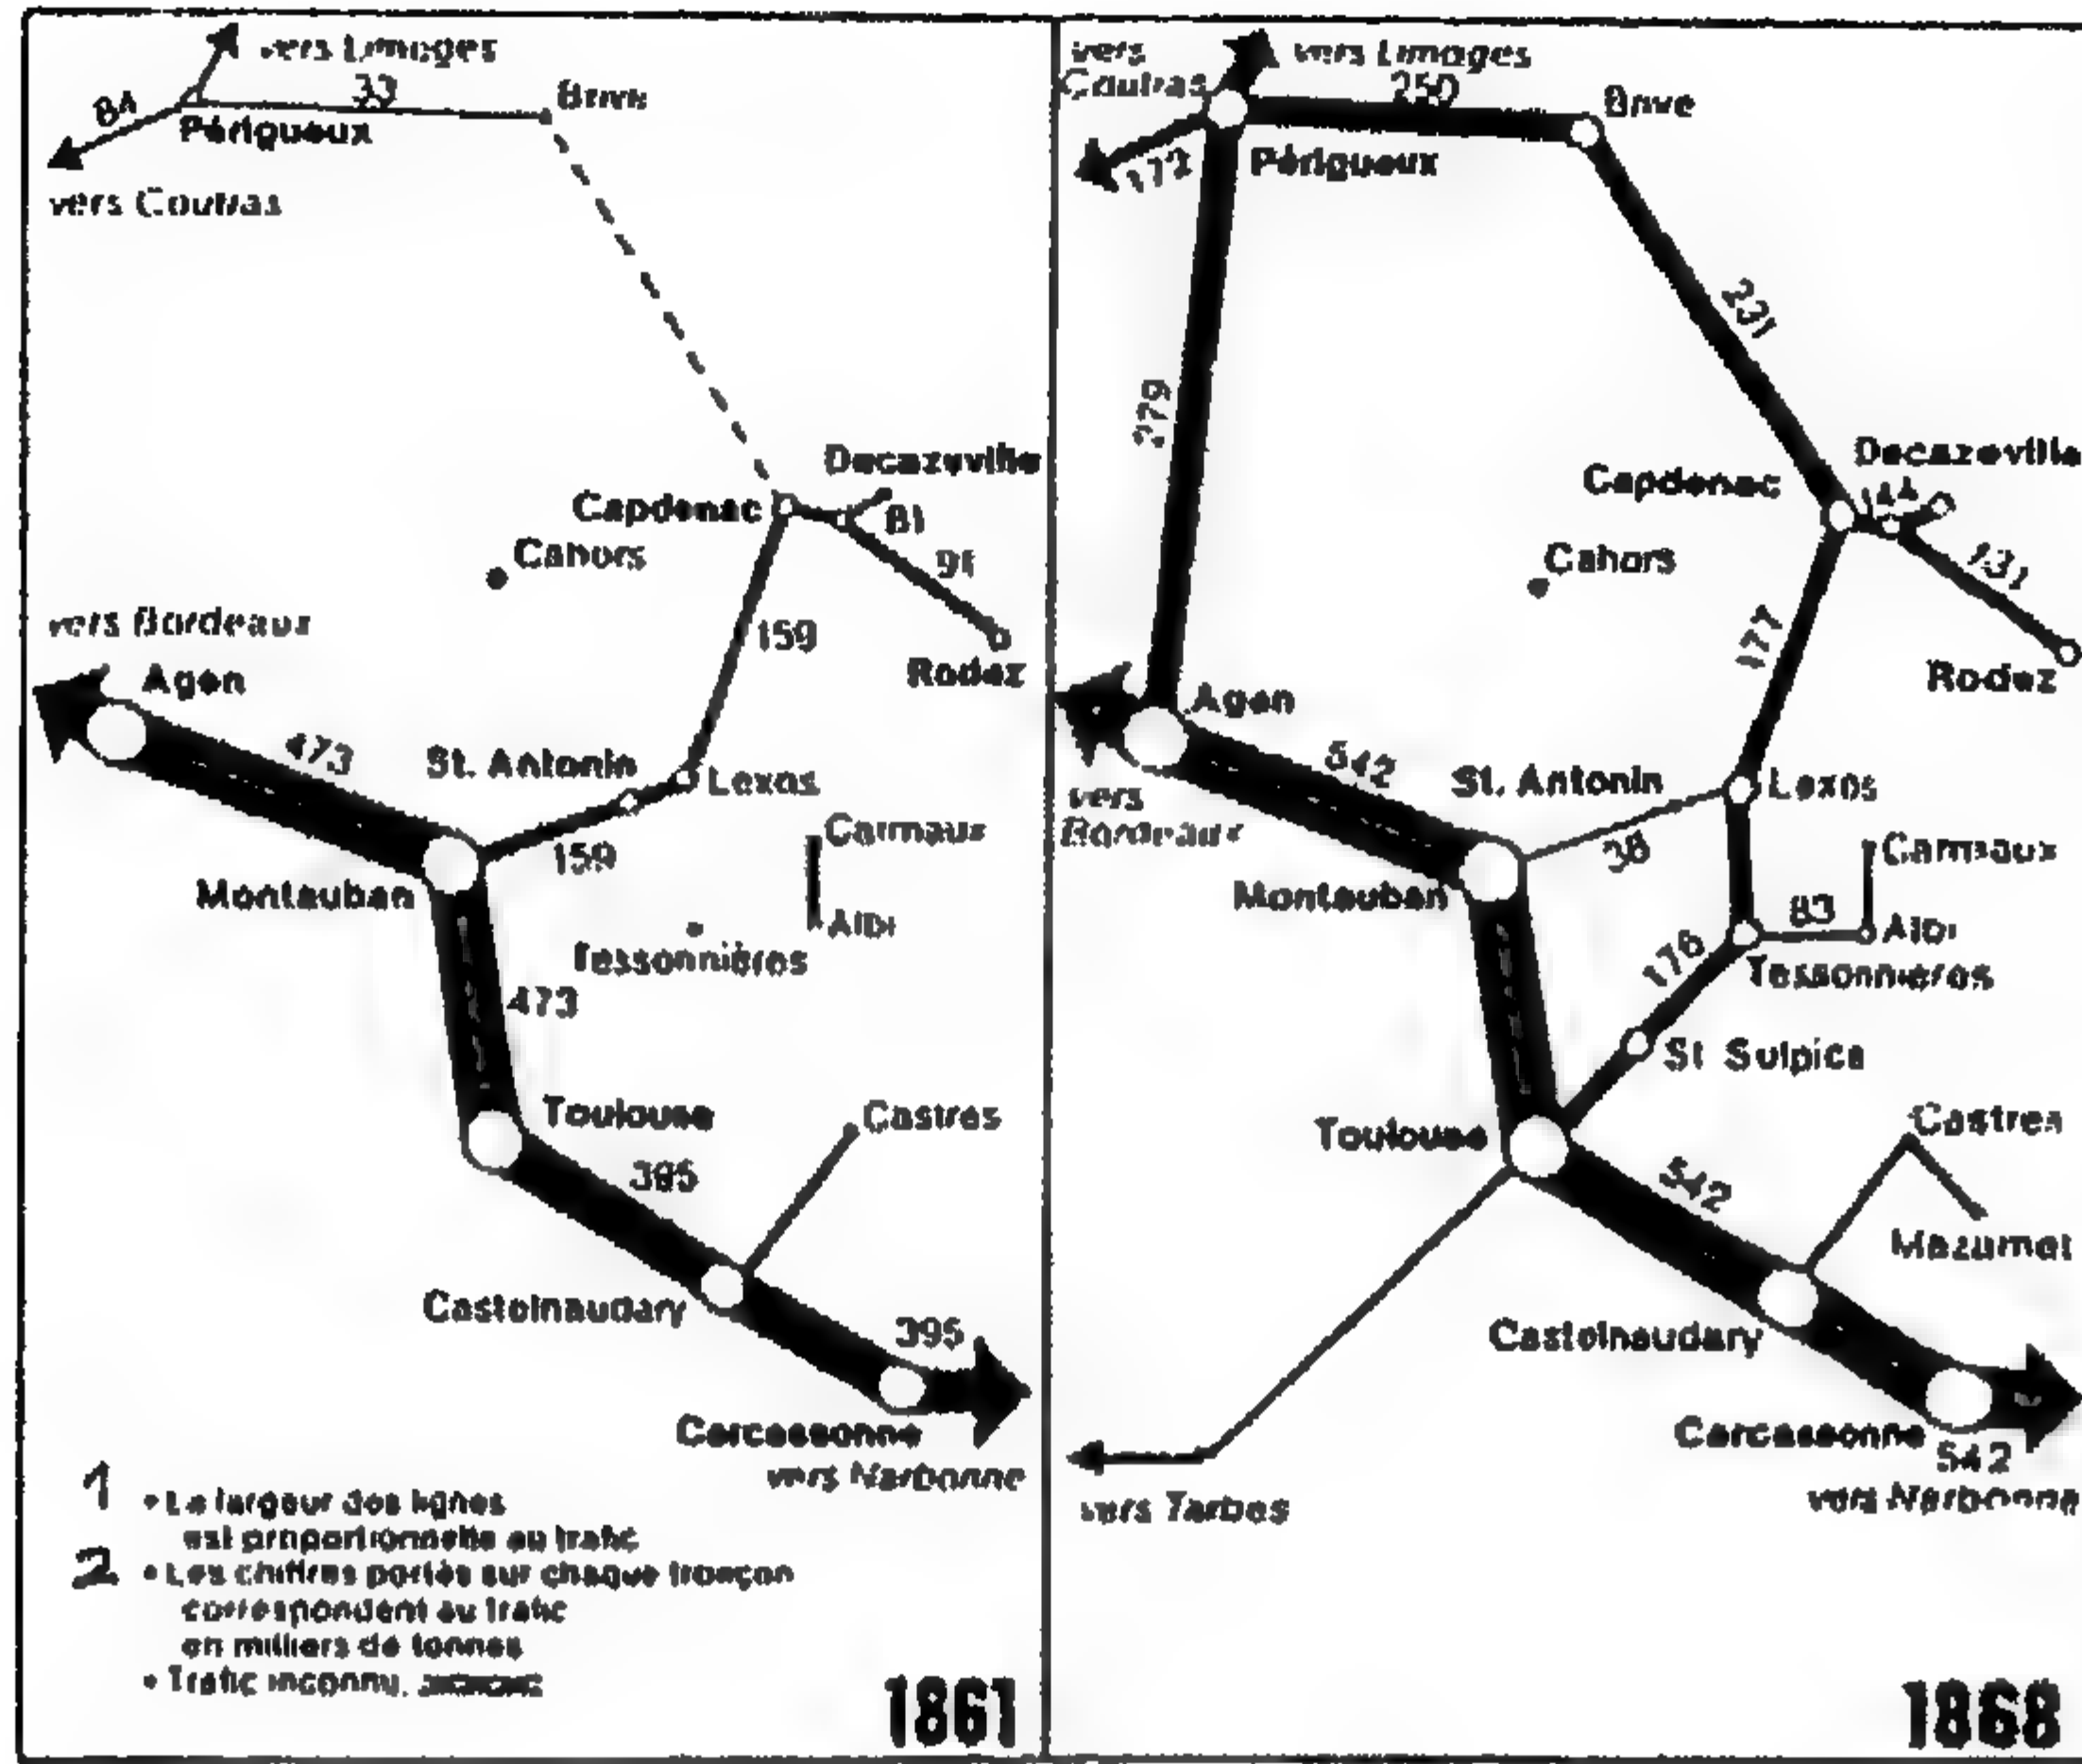 vers Limoges
33
Brive
84
Périgueux
vers Coutras
Decazeville
Capdenac
81
Cahors
91
vers Bordeaux
159
Agen
Rodez
473
St. Antonin
Lexos
Carmaux
159
Montauban
Albi
Tessonnières
473
Toulouse
Castres
395
Castelnaudary
395
Carcassonne
vers Narbonne
1 • La largeur des lignes
est proportionnelle au trafic
2 • Les chiffres portés sur chaque tronçon
correspondent au trafic
en milliers de tonnes
• Trafic inconnu.
1861
vers
Coutras
vers Limoges
250
Brive
172
Périgueux
231
279
Decazeville
Capdenac
144
Cahors
131
177
Rodez
Agen
542
St. Antonin
Lexos
vers
Bordeaux
38
Carmaux
Montauban
83
Albi
176
Tessonnières
St Sulpice
Toulouse
Castres
542
Mazamet
Castelnaudary
Carcassonne
542
vers Narbonne
vers Tarbes
1868